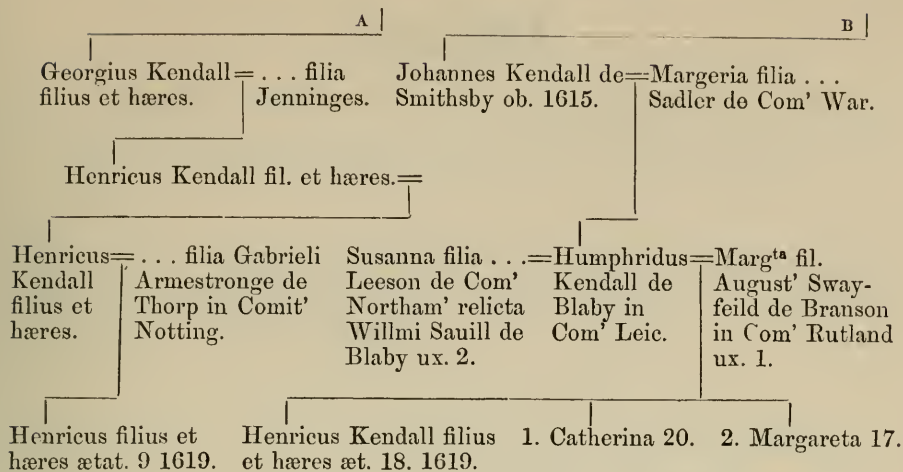 A
B
Georgius Kendall = . . . filia
filius et hæres. Jenninges.
Johannes Kendall de = Margeria filia . . .
Smithsby ob. 1615. Sadler de Com' War.
Henricus Kendall fil. et hæres. =
Henricus = . . . filia Gabrieli
Kendall Armestronge de
filius et Thorp in Comit'
hæres. Notting.
Susanna filia . . . = Humphridus = Marg^ta fil.
Leeson de Com' Kendall de August' Sway-
Northam' relicta Blaby in feild de Branson
Willmi Sauill de Com' Leic. in Com' Rutland
Blaby ux. 2. ux. 1.
Henricus filius et
hæres ætat. 9 1619.
Henricus Kendall filius
et hæres æt. 18. 1619.
1. Catherina 20.
2. Margareta 17.